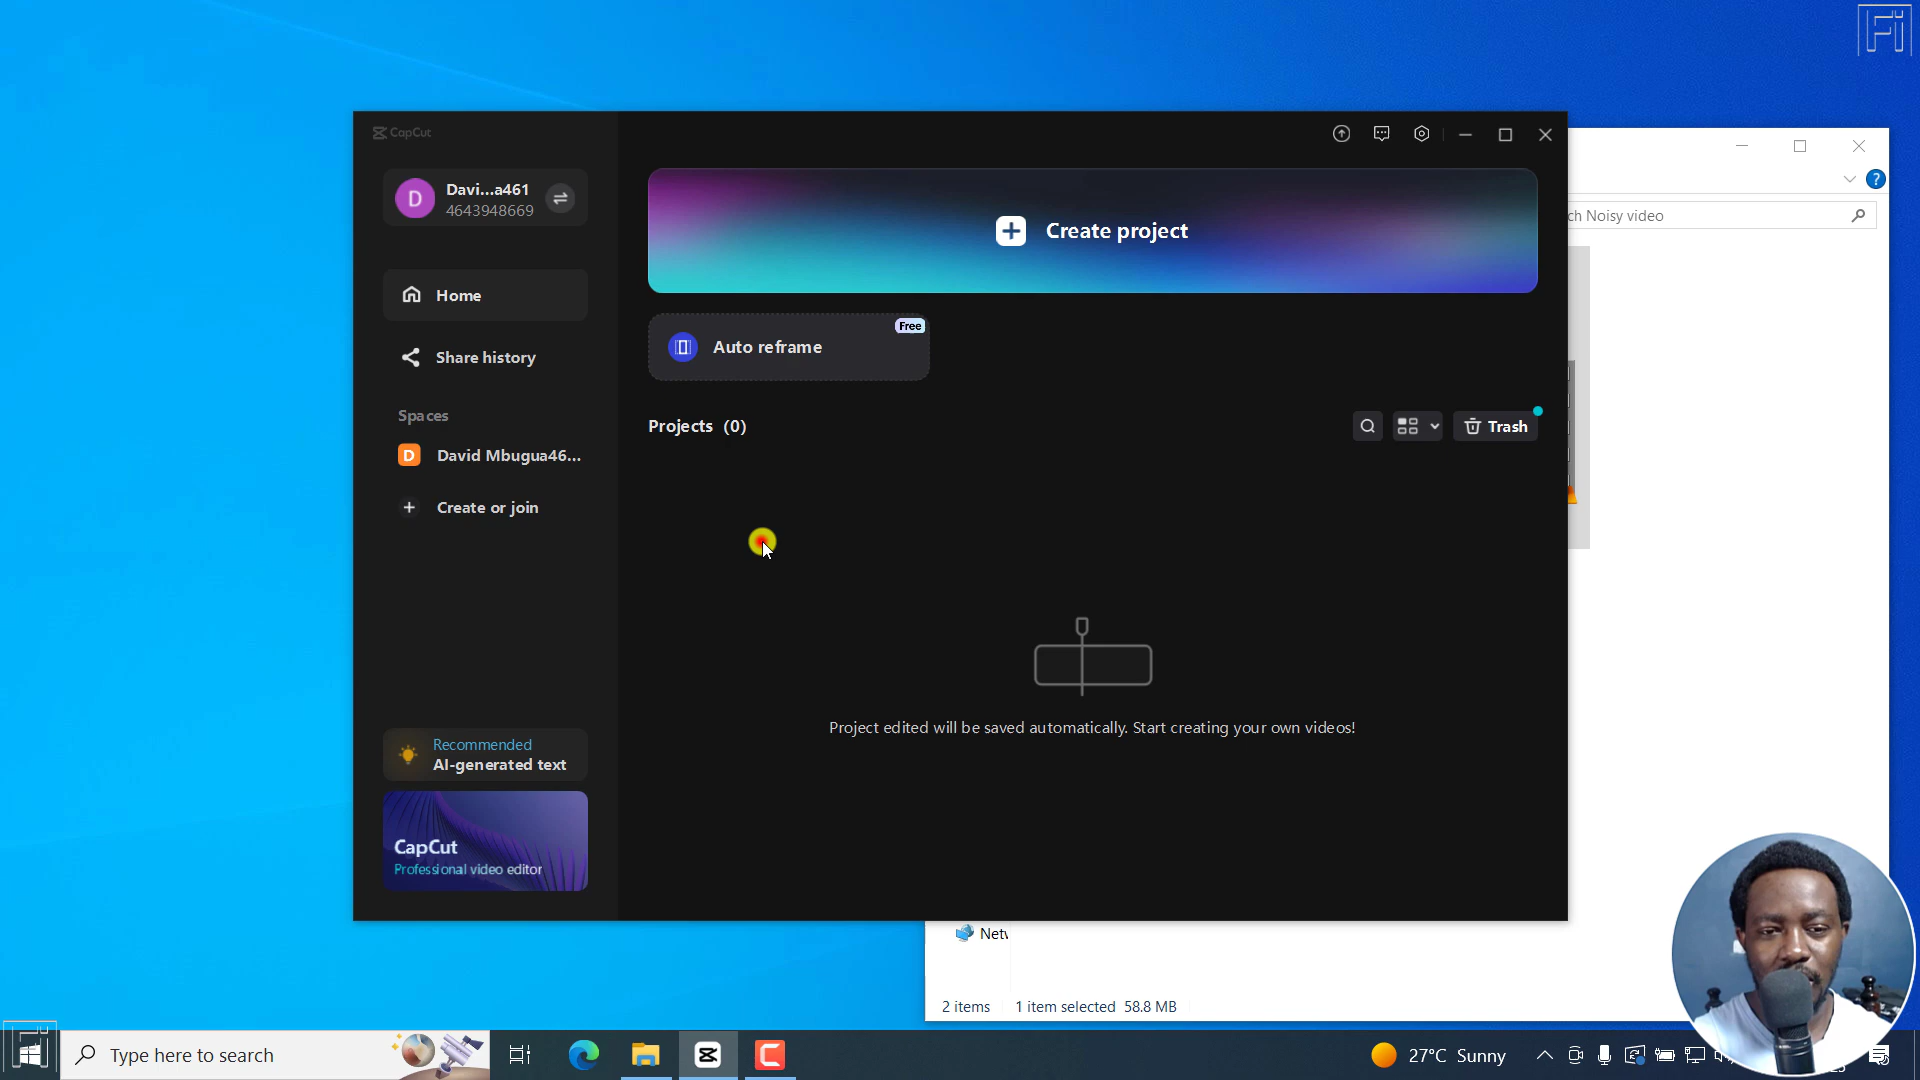 Fi
CapCut
D
Davi...a461
4643948669
Create project
Home
Free
Auto reframe
Share history
Projects (0)
Trash
Spaces
D
David Mbugua46...
Create or join
Project edited will be saved automatically. Start creating your own videos!
Recommended
AI-generated text
CapCut
Professional video editor
ch Noisy video
?
2 items
1 item selected 58.8 MB
Type here to search
27°C Sunny